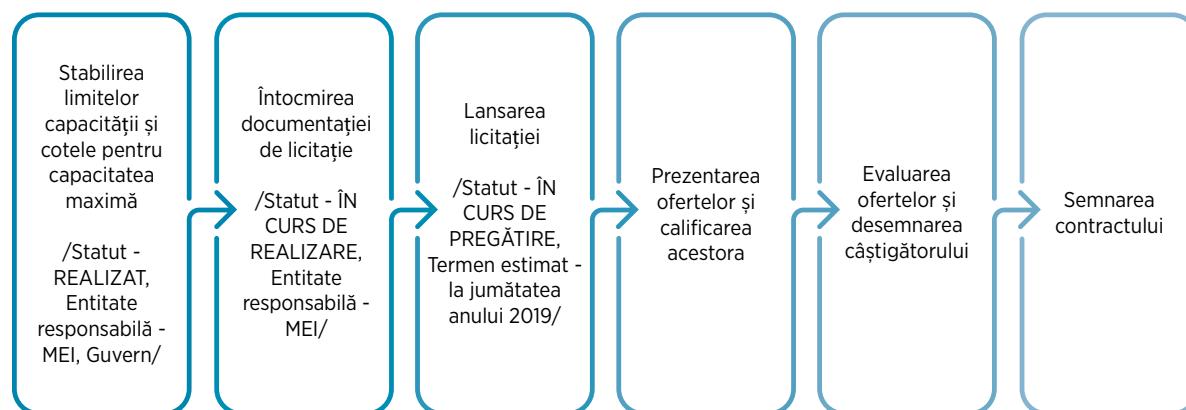 Stabilirea
limitelor
capacității și
cotele pentru
capacitatea
maximă
/Statut -
REALIZAT,
Entitate
responsabilă -
MEI, Guvern/
Întocmirea
documentației
de licitație
/Statut - ÎN
CURS DE
REALIZARE,
Entitate
responsabilă -
MEI/
Lansarea
licitației
/Statut - ÎN
CURS DE
PREGĂTIRE,
Termen estimat -
la jumătatea
anului 2019/
Prezentarea
ofertelor și
calificarea
acestora
Evaluarea
ofertelor și
desemnarea
câștigătorului
Semnarea
contractului